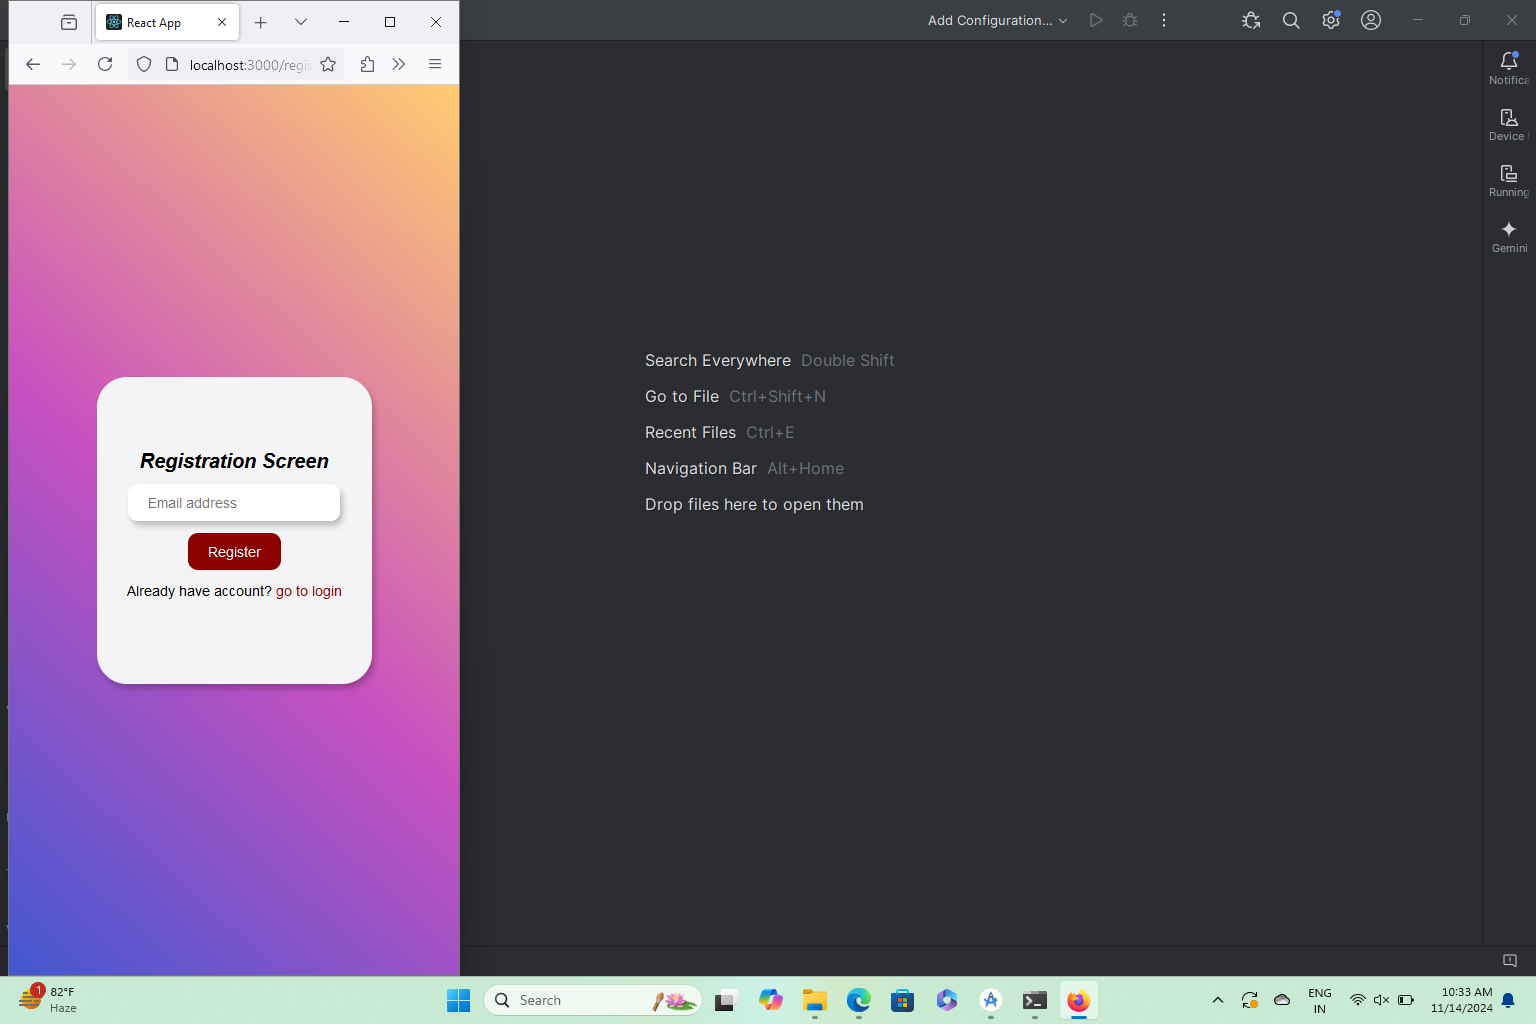 React App
localhost:3000/regis
Registration Screen
Email address
Register
Already have account? go to login
Add Configuration...
Notifica
Device
Running
Gemini
Search Everywhere Double Shift
Go to File Ctrl+Shift+N
Recent Files Ctrl+E
Navigation Bar Alt+Home
Drop files here to open them
1
82°F
Haze
Search
ENG
IN
10:33 AM
11/14/2024